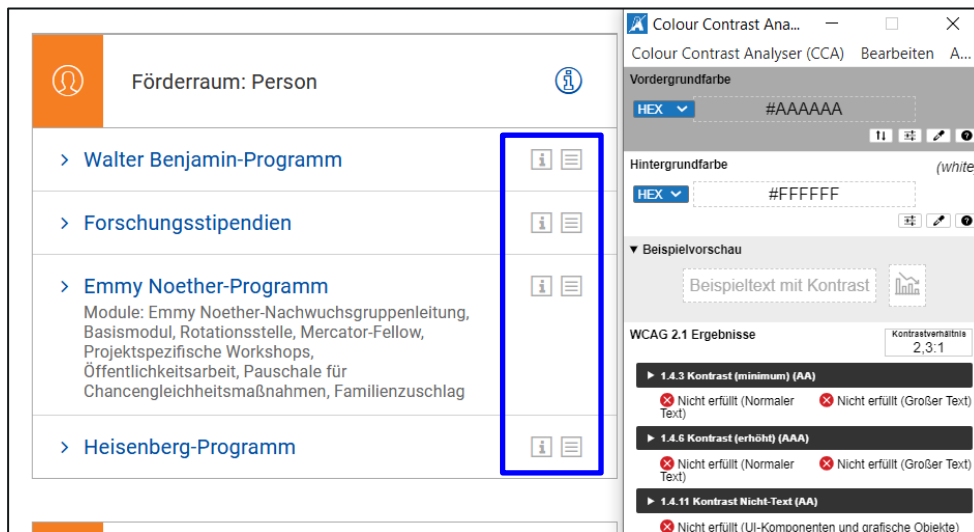 Förderraum: Person
Walter Benjamin-Programm
Forschungsstipendien
Emmy Noether-Programm
Module: Emmy Noether-Nachwuchsgruppenleitung,
Basismodul, Rotationsstelle, Mercator-Fellow,
Projektspezifische Workshops,
Öffentlichkeitsarbeit, Pauschale für
Chancengleichheitsmaßnahmen, Familienzuschlag
Heisenberg-Programm
Colour Contrast Ana...
Colour Contrast Analyser (CCA) Bearbeiten A...
Vordergrundfarbe
HEX #AAAAAA
Hintergrundfarbe (white)
HEX #FFFFFF
Beispielvorschau
Beispieltext mit Kontrast
WCAG 2.1 Ergebnisse
Kontrastverhältnis
2,3:1
1.4.3 Kontrast (minimum) (AA)
Nicht erfüllt (Normaler Text)
Nicht erfüllt (Großer Text)
1.4.6 Kontrast (erhöht) (AAA)
Nicht erfüllt (Normaler Text)
Nicht erfüllt (Großer Text)
1.4.11 Kontrast Nicht-Text (AA)
Nicht erfüllt (UI-Komponenten und grafische Objekte)